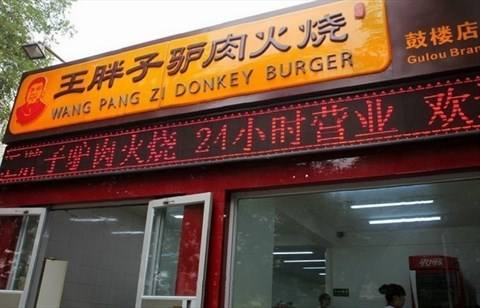 王胖子驴肉火烧
WANG PANG ZI DONKEY BURGER
鼓楼店
Gulou Bran
子驴肉火烧 24小时营业 欢